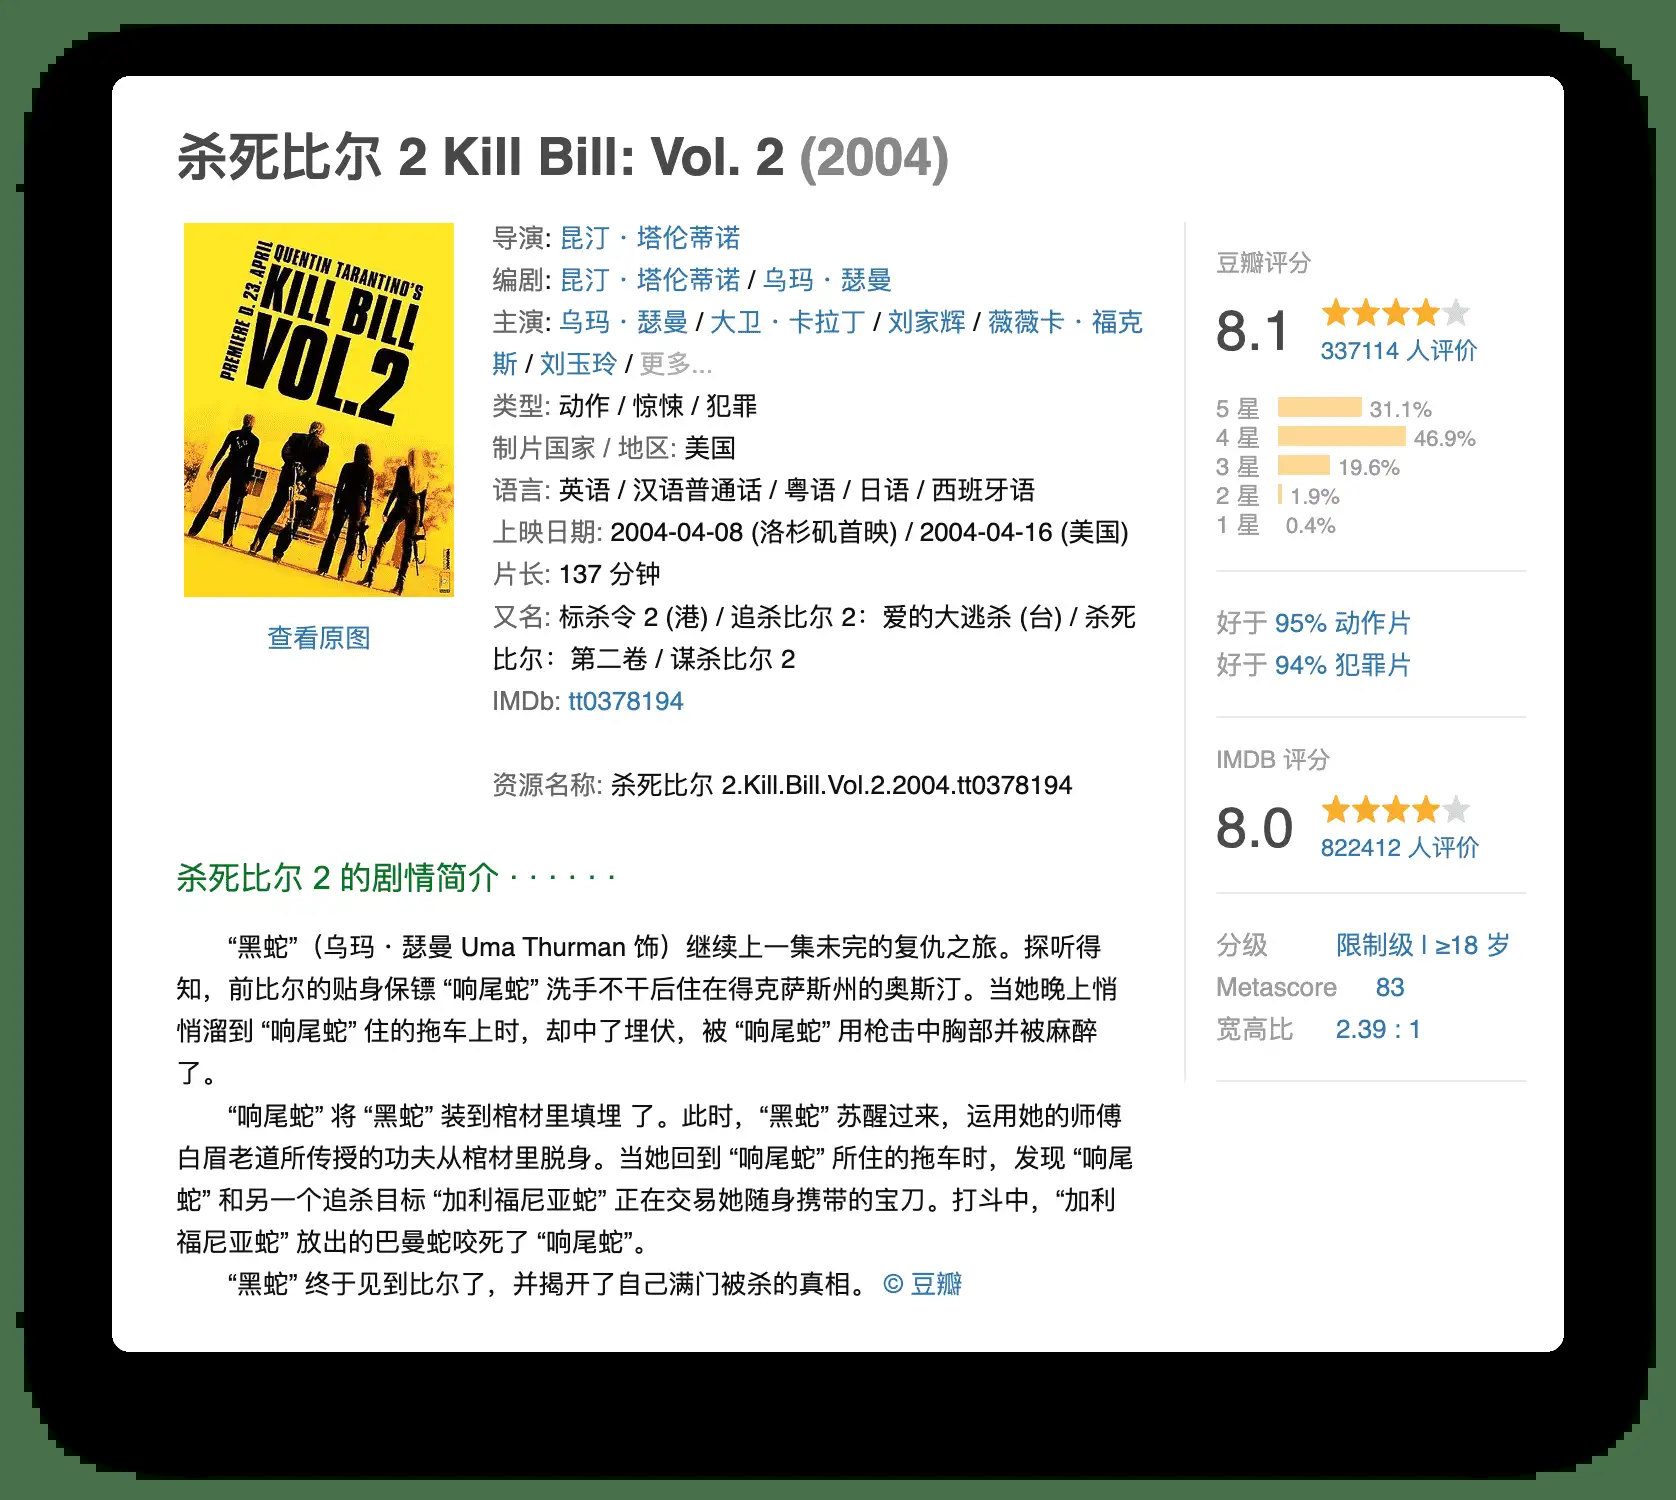 杀死比尔 2 Kill Bill: Vol. 2 (2004)
PREMIERE D. 23. APRIL
QUENTIN TARANTINO'S
KILL BILL
VOL.2
查看原图
导演: 昆汀 · 塔伦蒂诺
编剧: 昆汀 · 塔伦蒂诺 / 乌玛 · 瑟曼
主演: 乌玛 · 瑟曼 / 大卫 · 卡拉丁 / 刘家辉 / 薇薇卡 · 福克
斯 / 刘玉玲 / 更多...
类型: 动作 / 惊悚 / 犯罪
制片国家 / 地区: 美国
语言: 英语 / 汉语普通话 / 粤语 / 日语 / 西班牙语
上映日期: 2004-04-08 (洛杉矶首映) / 2004-04-16 (美国)
片长: 137 分钟
又名: 标杀令 2 (港) / 追杀比尔 2：爱的大逃杀 (台) / 杀死
比尔：第二卷 / 谋杀比尔 2
IMDb: tt0378194
资源名称: 杀死比尔 2.Kill.Bill.Vol.2.2004.tt0378194
豆瓣评分
8.1
337114 人评价
5 星 31.1%
4 星 46.9%
3 星 19.6%
2 星 1.9%
1 星 0.4%
好于 95% 动作片
好于 94% 犯罪片
IMDB 评分
8.0
822412 人评价
分级 限制级 | ≥18 岁
Metascore 83
宽高比 2.39 : 1
杀死比尔 2 的剧情简介 · · · · · ·
“黑蛇”（乌玛 · 瑟曼 Uma Thurman 饰）继续上一集未完的复仇之旅。探听得
知，前比尔的贴身保镖 “响尾蛇” 洗手不干后住在得克萨斯州的奥斯汀。当她晚上悄
悄溜到 “响尾蛇” 住的拖车上时，却中了埋伏，被 “响尾蛇” 用枪击中胸部并被麻醉
了。
“响尾蛇” 将 “黑蛇” 装到棺材里填埋 了。此时，“黑蛇” 苏醒过来，运用她的师傅
白眉老道所传授的功夫从棺材里脱身。当她回到 “响尾蛇” 所住的拖车时，发现 “响尾
蛇” 和另一个追杀目标 “加利福尼亚蛇” 正在交易她随身携带的宝刀。打斗中，“加利
福尼亚蛇” 放出的巴曼蛇咬死了 “响尾蛇”。
“黑蛇” 终于见到比尔了，并揭开了自己满门被杀的真相。 © 豆瓣